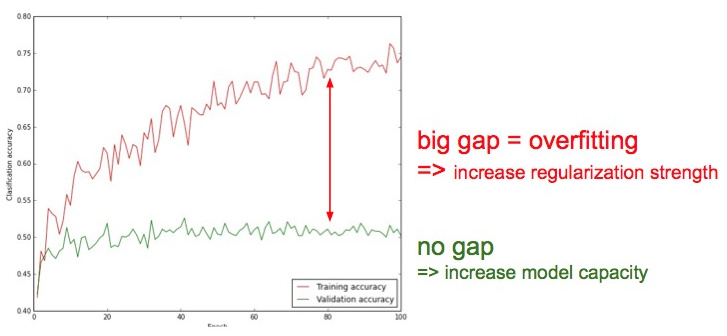 0.80
0.75
0.70
0.65
0.60
0.55
0.50
0.45
0.40
0
20
40
60
80
100
Clasification accuracy
Epoch
Training accuracy
Validation accuracy
big gap = overfitting
=> increase regularization strength
no gap
=> increase model capacity